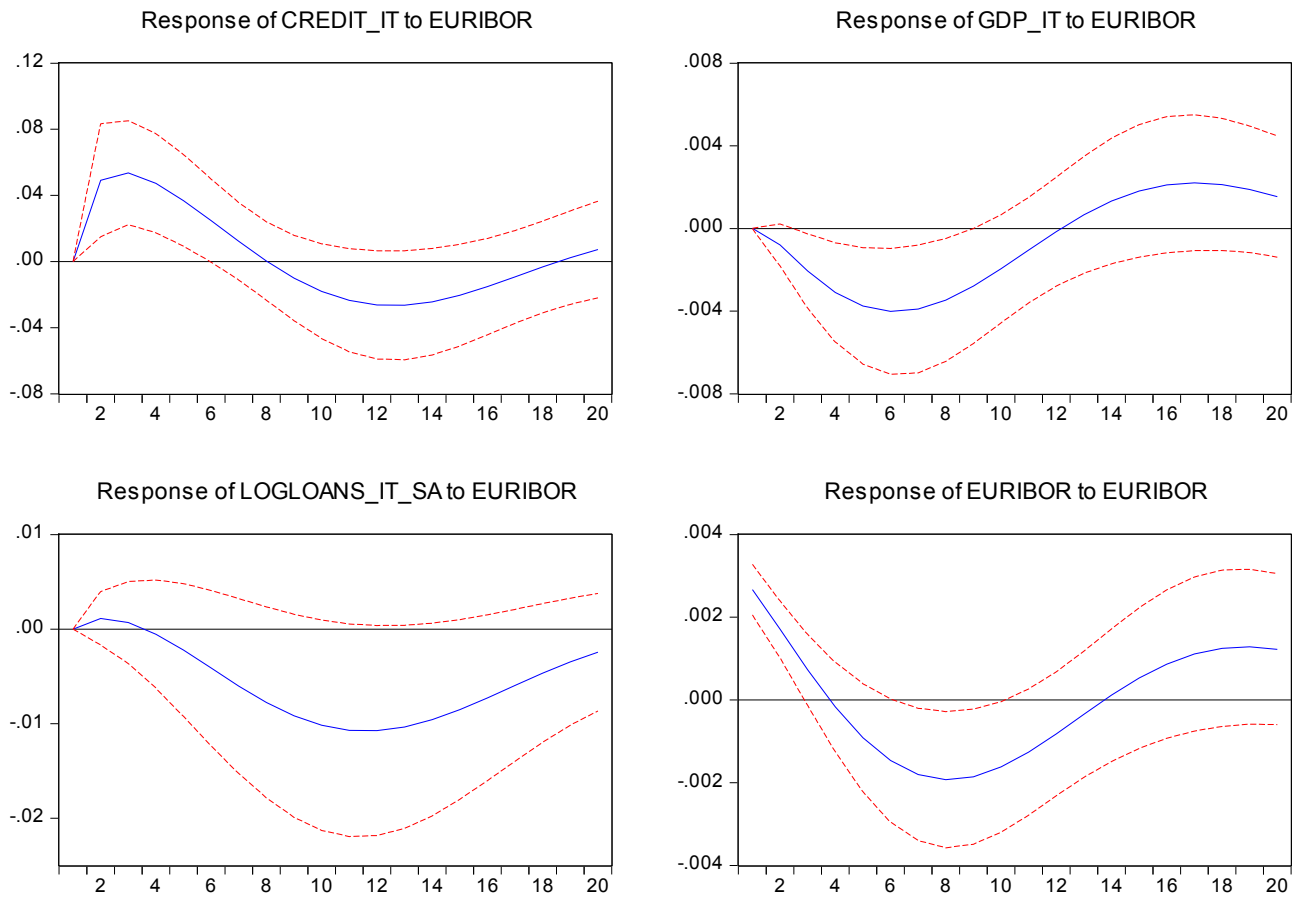 Response of CREDIT_IT to EURIBOR
.12
.08
.04
.00
-.04
-.08
2 4 6 8 10 12 14 16 18 20
Response of GDP_IT to EURIBOR
.008
.004
.000
-.004
-.008
2 4 6 8 10 12 14 16 18 20
Response of LOGLOANS_IT_SA to EURIBOR
.01
.00
-.01
-.02
2 4 6 8 10 12 14 16 18 20
Response of EURIBOR to EURIBOR
.004
.002
.000
-.002
-.004
2 4 6 8 10 12 14 16 18 20